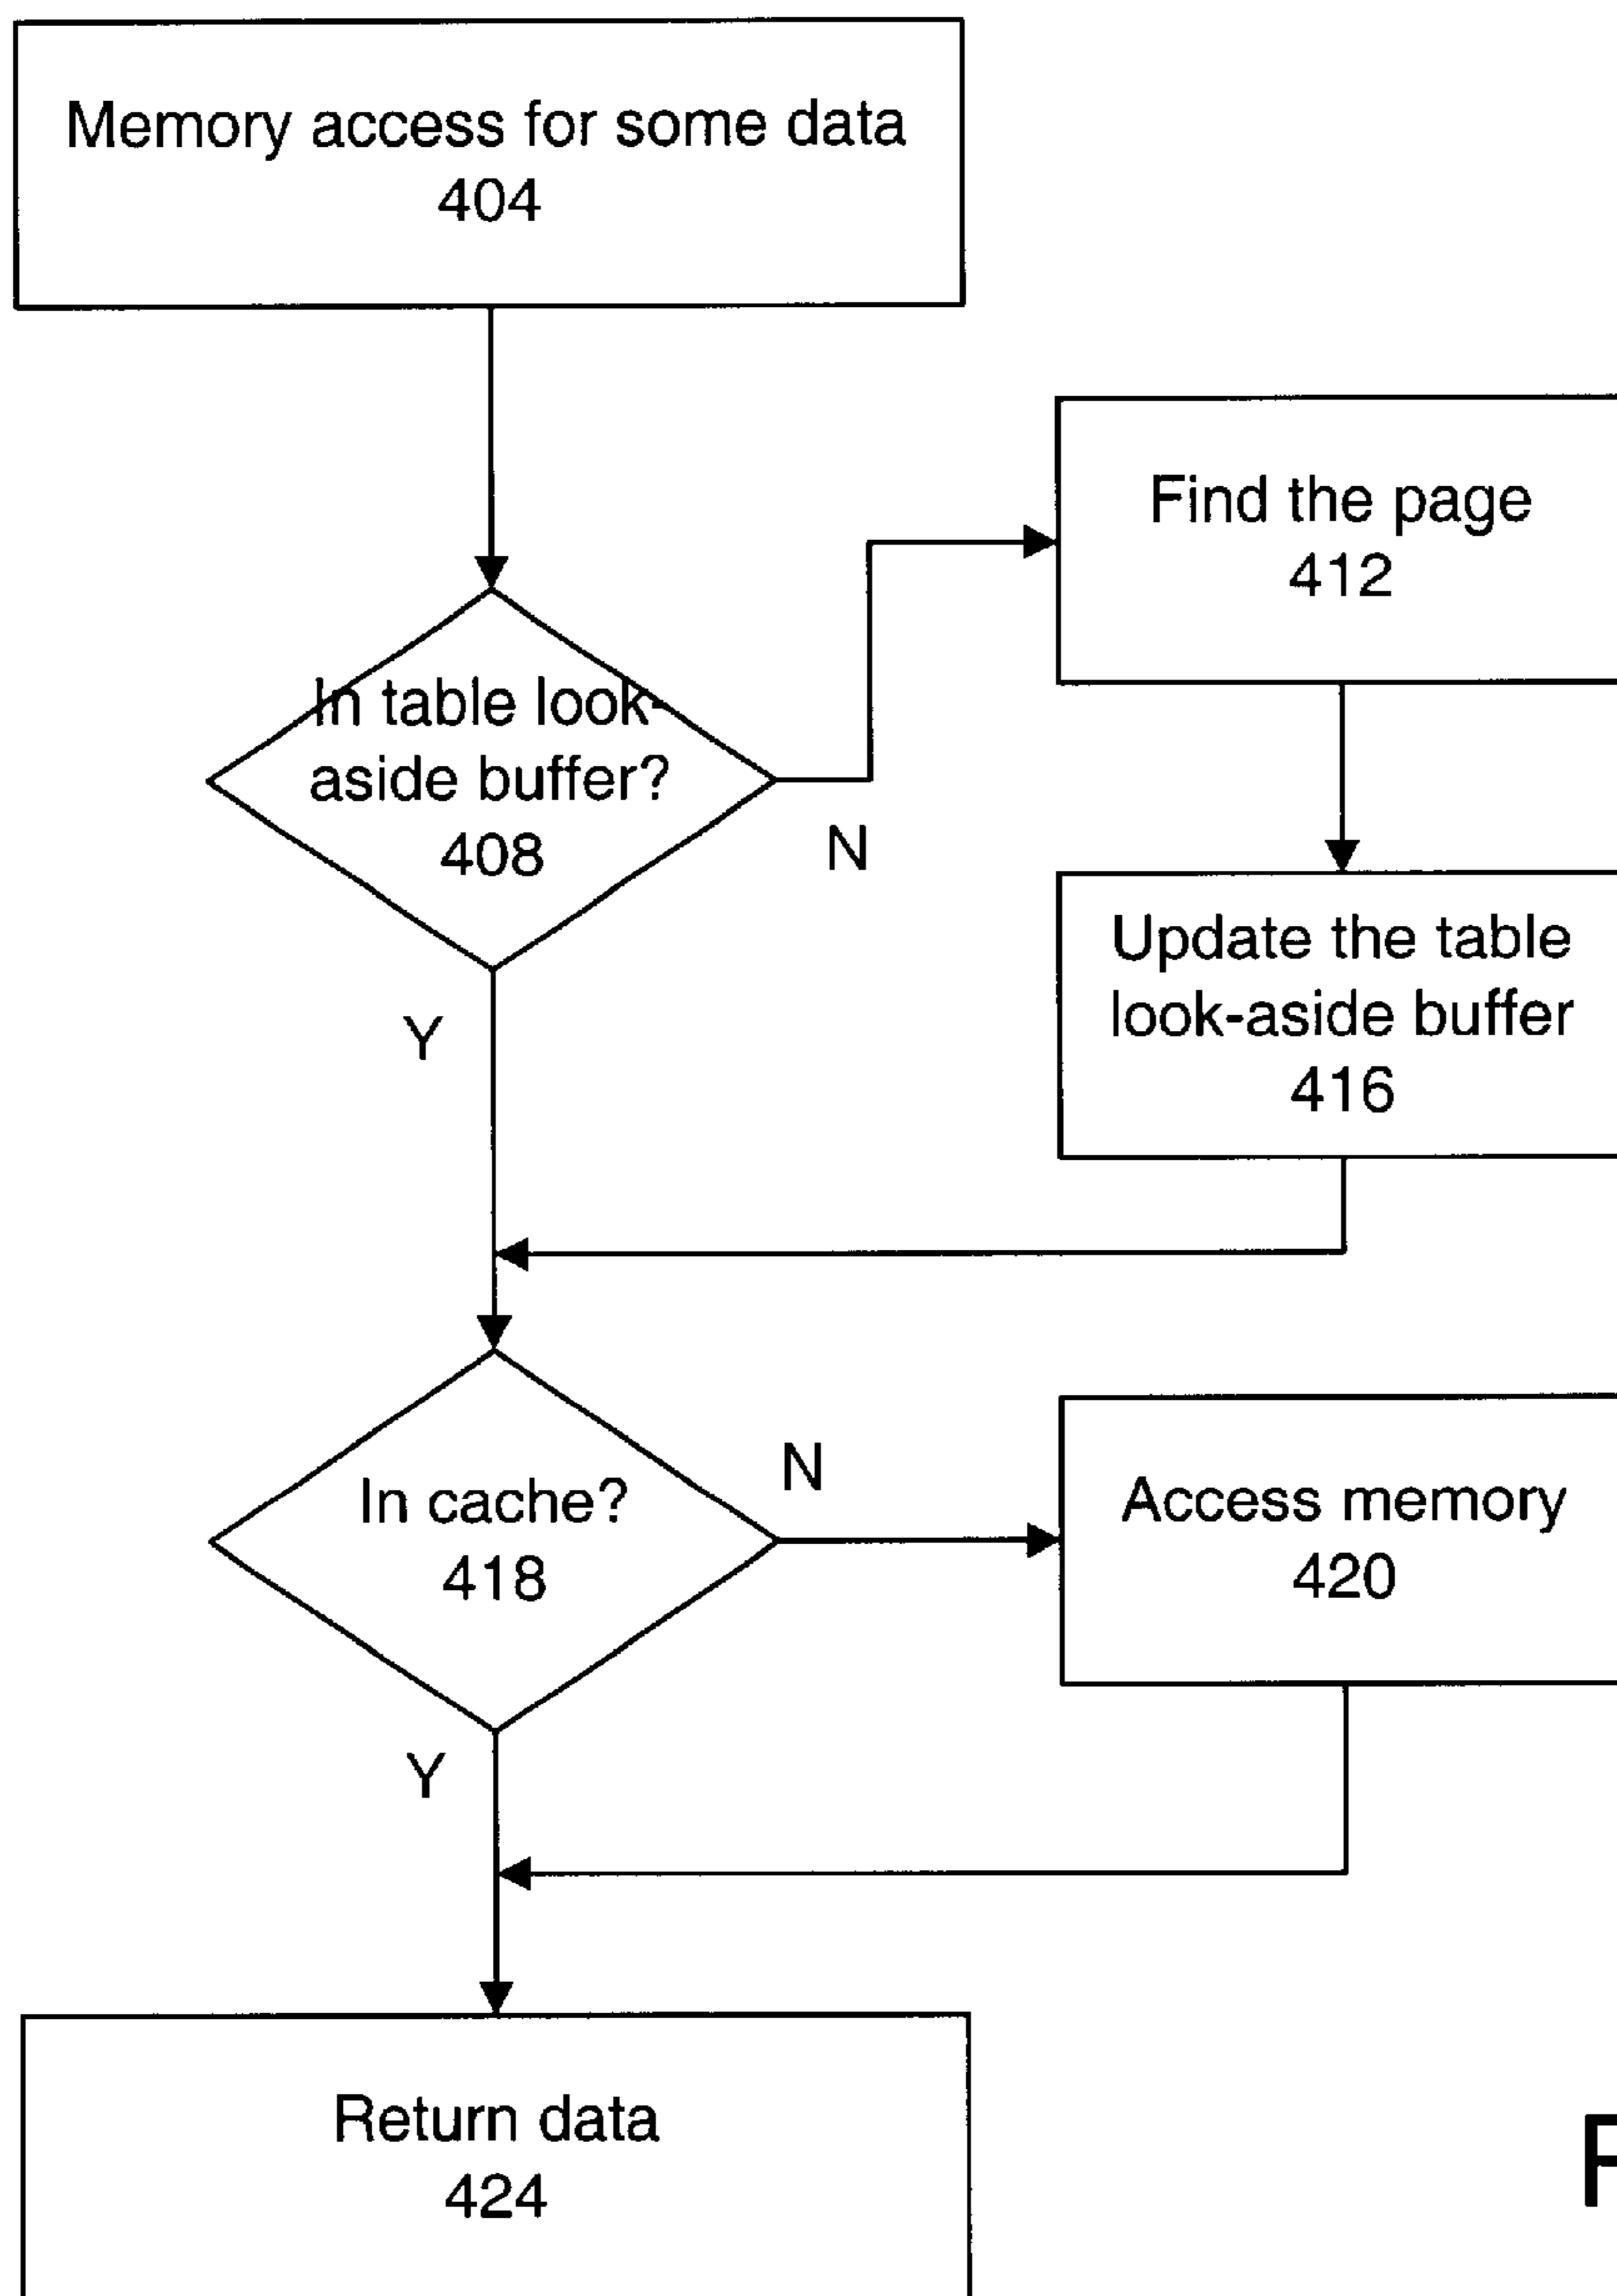 Memory access for some data
404
Find the page
412
In table look-
aside buffer?
408
N
Update the table
look-aside buffer
416
Y
In cache?
418
N
Access memory
420
Y
Return data
424